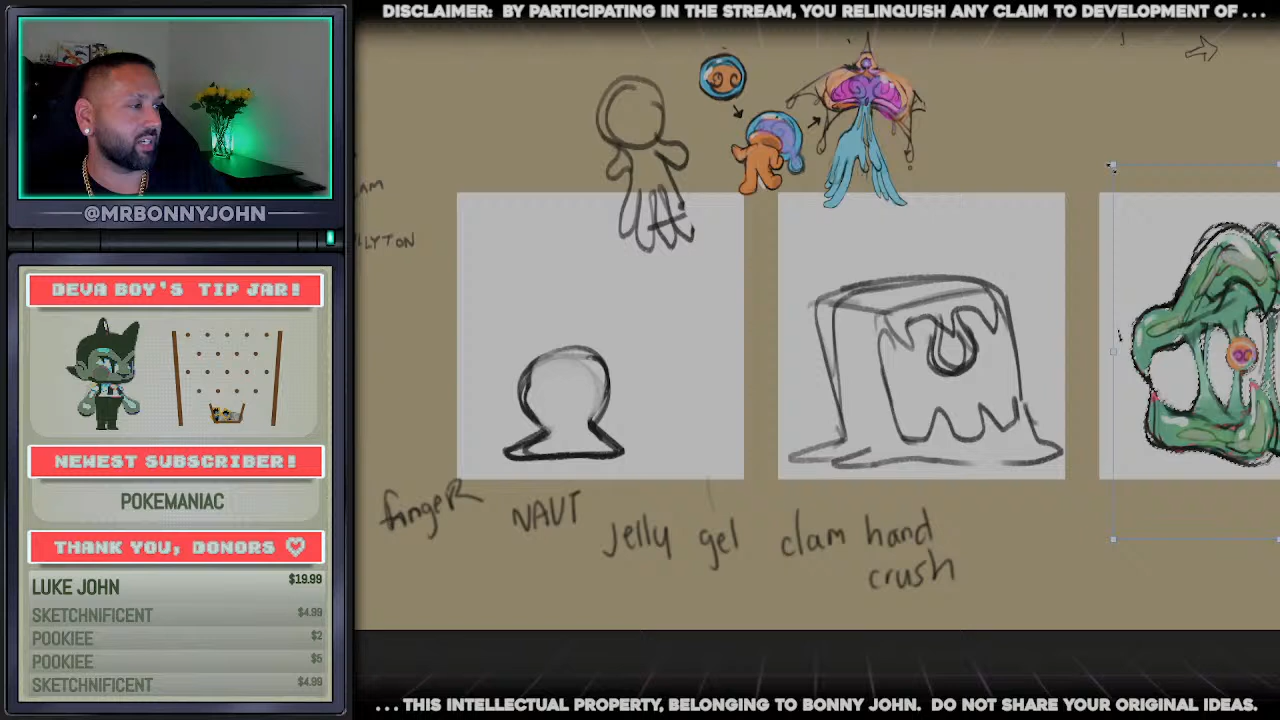 DISCLAIMER: BY PARTICIPATING IN THE STREAM, YOU RELINQUISH ANY CLAIM TO DEVELOPMENT OF . . .
@MRBONNYJOHN
DEVA BOY'S TIP JAR!
NEWEST SUBSCRIBER!
POKEMANIAC
THANK YOU, DONORS
LUKE JOHN $19.99
SKETCHNIFICENT $4.99
POOKIEE $2
POOKIEE $5
SKETCHNIFICENT $4.99
finger NAUT Jelly gel clam hand
crush
. . . THIS INTELLECTUAL PROPERTY, BELONGING TO BONNY JOHN. DO NOT SHARE YOUR ORIGINAL IDEAS.